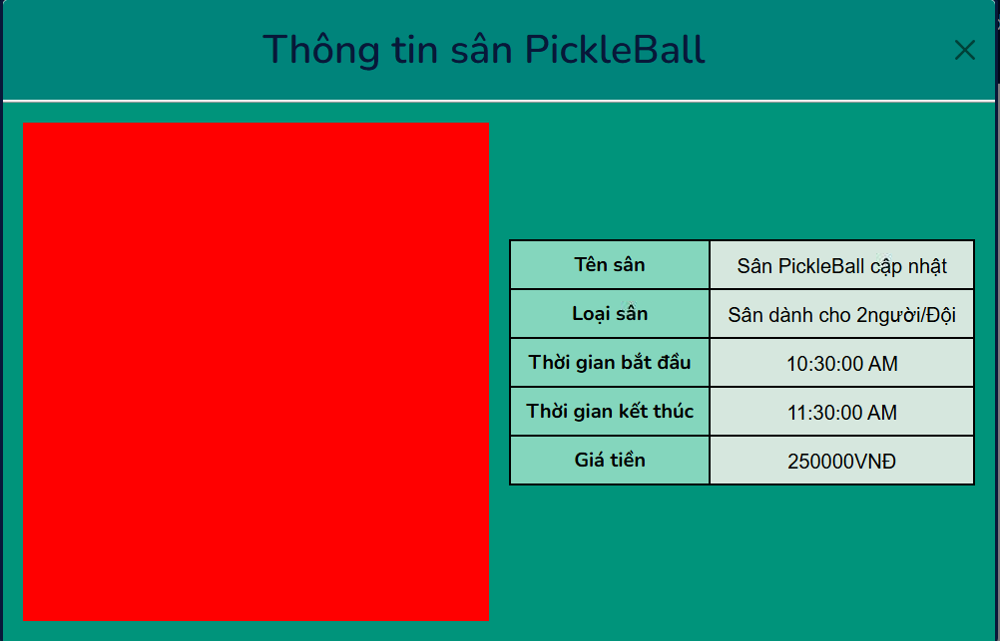 Thông tin sân PickleBall
Tên sân Sân PickleBall cập nhật
Loại sân Sân dành cho 2người/Đội
Thời gian bắt đầu 10:30:00 AM
Thời gian kết thúc 11:30:00 AM
Giá tiền 250000VNĐ